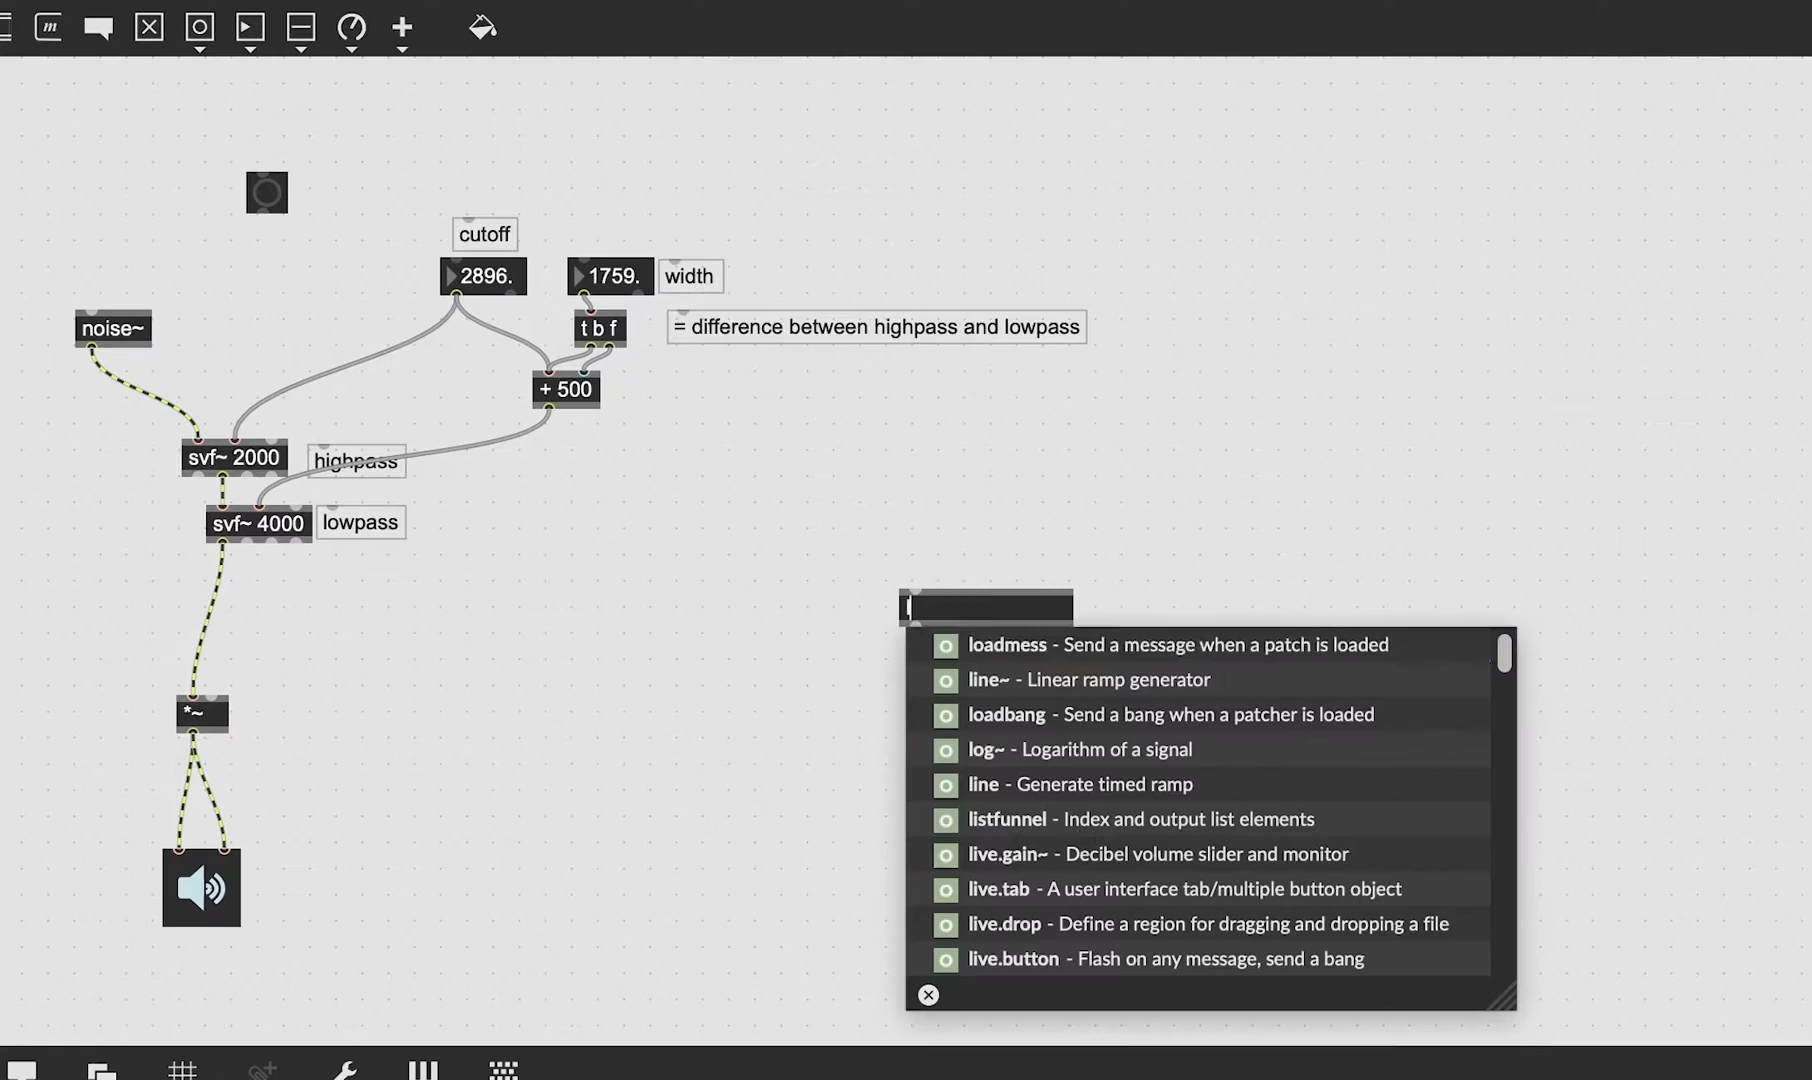 m
cutoff
2896.
1759.
width
noise~
t b f
= difference between highpass and lowpass
+ 500
svf~ 2000
highpass
svf~ 4000
lowpass
l
loadmess - Send a message when a patch is loaded
line~ - Linear ramp generator
loadbang - Send a bang when a patcher is loaded
log~ - Logarithm of a signal
line - Generate timed ramp
listfunnel - Index and output list elements
live.gain~ - Decibel volume slider and monitor
live.tab - A user interface tab/multiple button object
live.drop - Define a region for dragging and dropping a file
live.button - Flash on any message, send a bang
*~